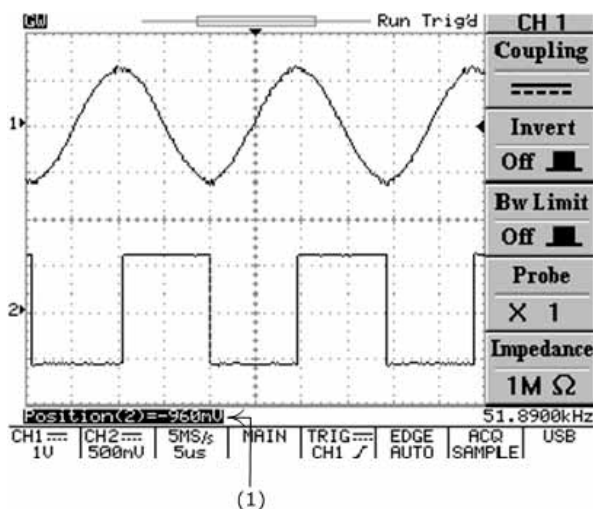 GW Run Trig'd CH 1
Coupling
1
Invert
Off
Bw Limit
Off
Probe
2
X 1
Impedance
1M Ω
Position(2)=-960mV 51.8900kHz
CH1 CH2 5MS/s MAIN TRIG EDGE ACQ USB
1V 500mV 5us CH1 AUTO SAMPLE
(1)